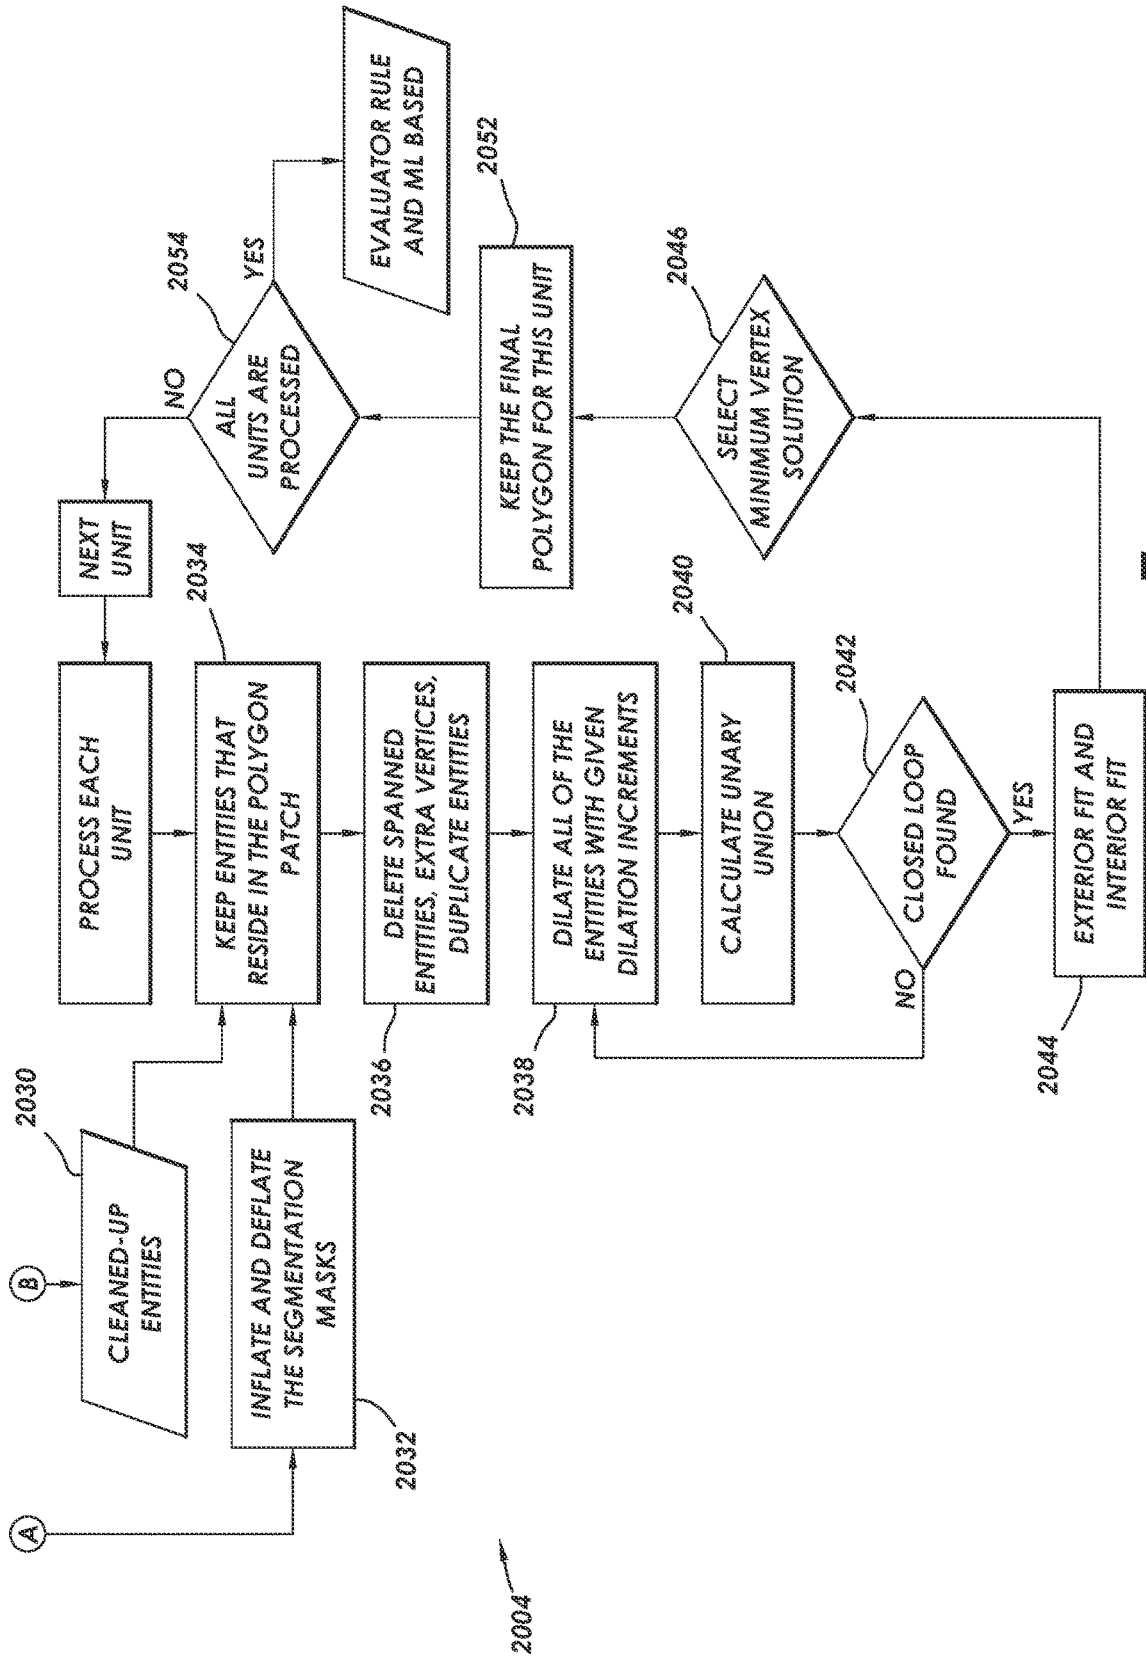 A
B
2030
CLEANED-UP
ENTITIES
INFLATE AND DEFLATE
THE SEGMENTATION
MASKS
2032
2004
PROCESS EACH
UNIT
NEXT
UNIT
2034
KEEP ENTITIES THAT
RESIDE IN THE POLYGON
PATCH
2036
DELETE SPANNED
ENTITIES, EXTRA VERTICES,
DUPLICATE ENTITIES
2038
DILATE ALL OF THE
ENTITIES WITH GIVEN
DILATION INCREMENTS
2040
CALCULATE UNARY
UNION
2042
CLOSED LOOP
FOUND
NO
YES
2044
EXTERIOR FIT AND
INTERIOR FIT
2046
SELECT
MINIMUM VERTEX
SOLUTION
2052
KEEP THE FINAL
POLYGON FOR THIS UNIT
2054
ALL
UNITS ARE
PROCESSED
NO
YES
EVALUATOR RULE
AND ML BASED